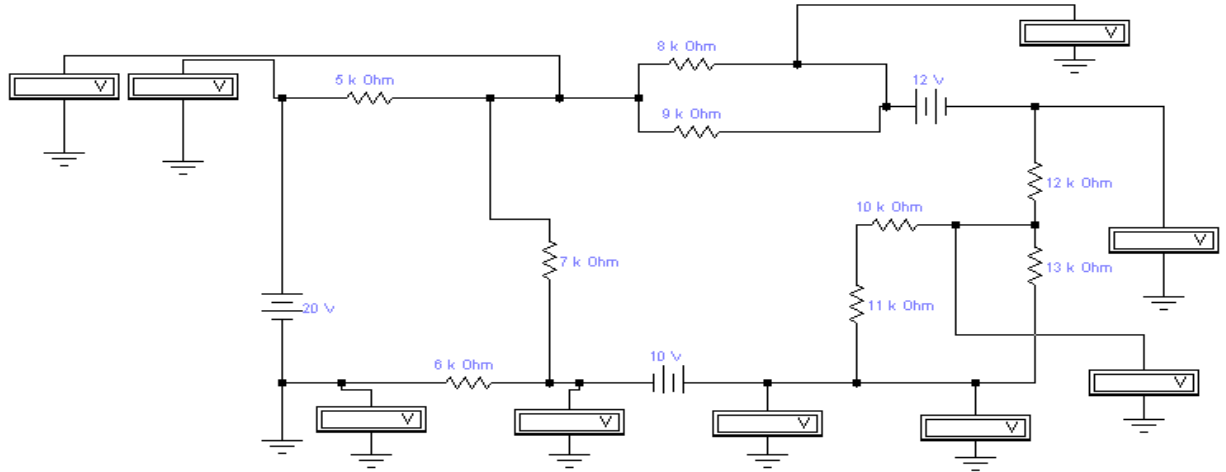 8 k Ohm
V
V
V
5 k Ohm
12 V
9 k Ohm
12 k Ohm
10 k Ohm
V
7 k Ohm
13 k Ohm
20 V
11 k Ohm
6 k Ohm
10 V
V
V
V
V
V